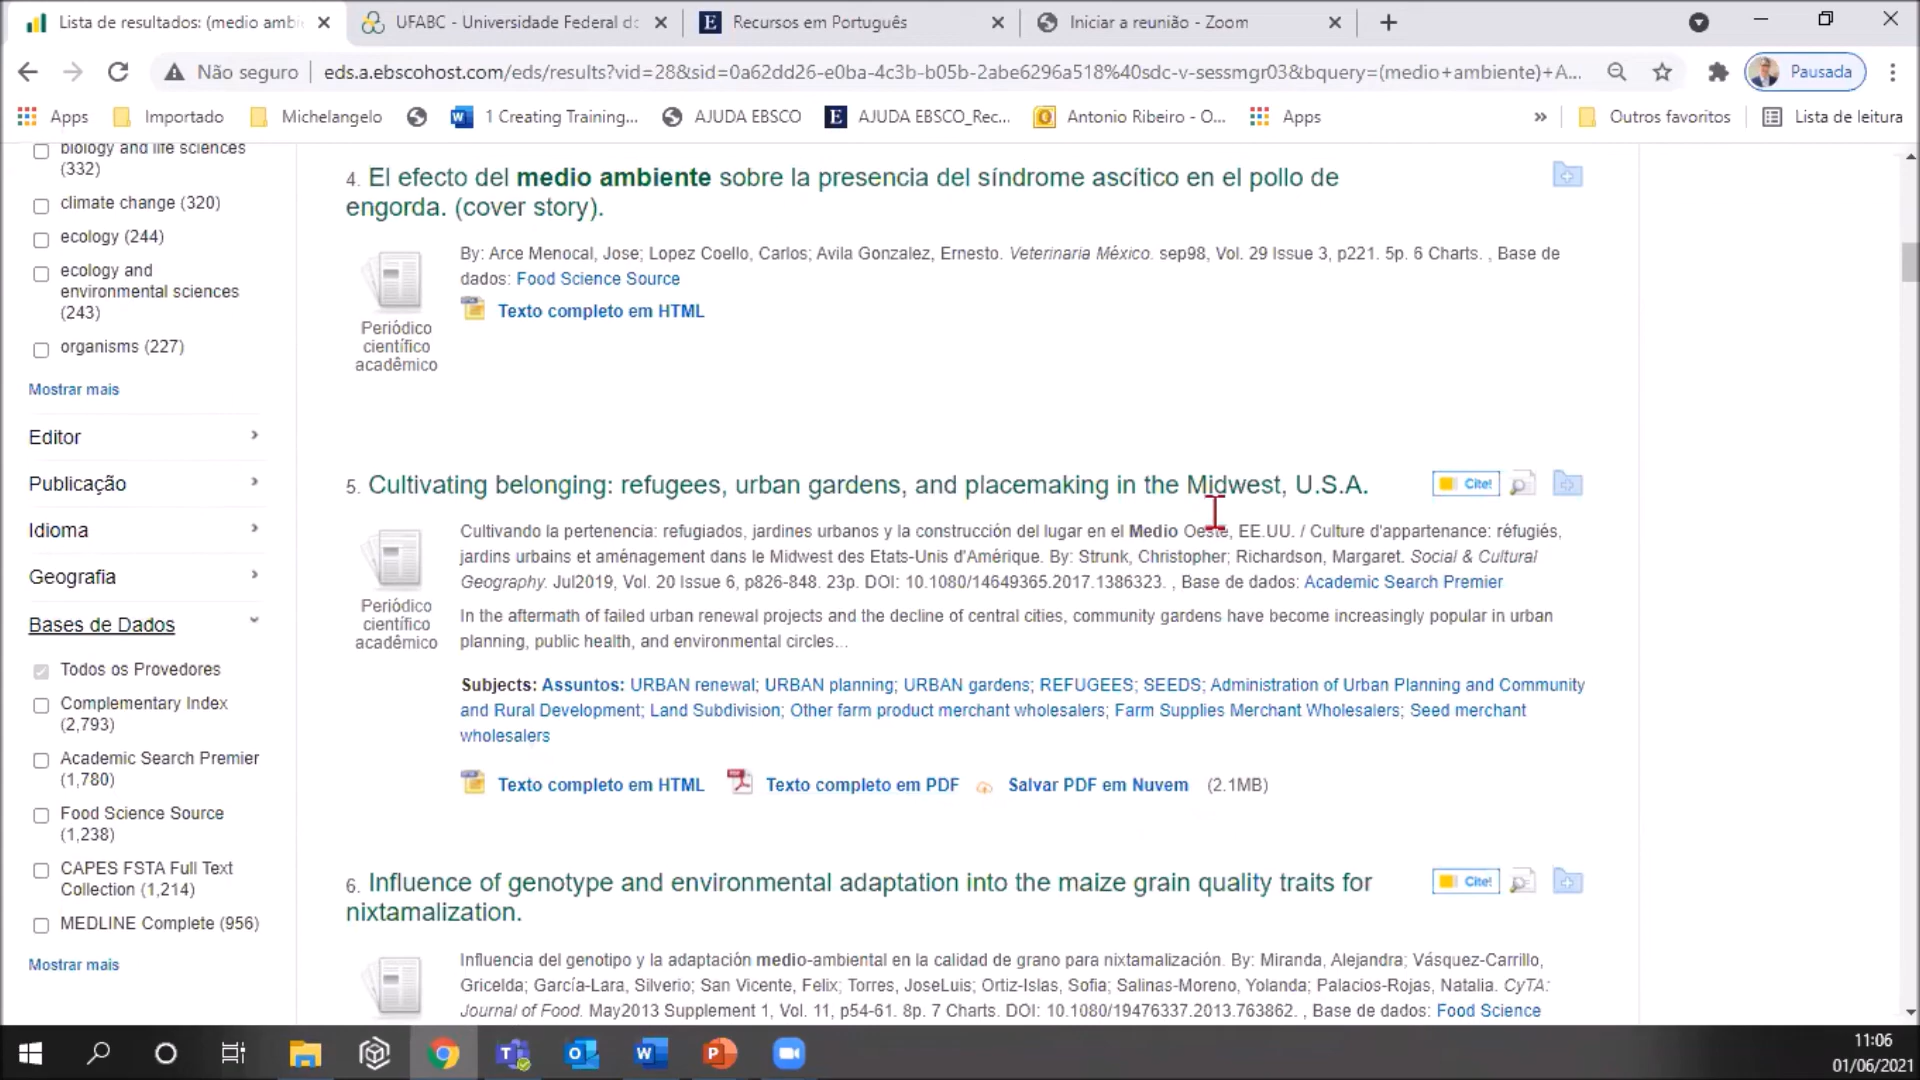 Lista de resultados: (medio ambi
UFABC - Universidade Federal do
Recursos em Português
Iniciar a reunião - Zoom
Não seguro
eds.a.ebscohost.com/eds/results?vid=28&sid=0a62dd26-e0ba-4c3b-b05b-2abe6296a518%40sdc-v-sessmgr03&bquery=(medio+ambiente)+A...
Pausada
Apps
Importado
Michelangelo
1 Creating Training...
AJUDA EBSCO
AJUDA EBSCO_Rec...
Antonio Ribeiro - O...
Apps
»
Outros favoritos
Lista de leitura
biology and life sciences
(332)
climate change (320)
ecology (244)
ecology and
environmental sciences
(243)
organisms (227)
Mostrar mais
Editor
Publicação
Idioma
Geografia
Bases de Dados
Todos os Provedores
Complementary Index
(2,793)
Academic Search Premier
(1,780)
Food Science Source
(1,238)
CAPES FSTA Full Text
Collection (1,214)
MEDLINE Complete (956)
Mostrar mais
4. El efecto del medio ambiente sobre la presencia del síndrome ascítico en el pollo de
engorda. (cover story).
By: Arce Menocal, Jose; Lopez Coello, Carlos; Avila Gonzalez, Ernesto. Veterinaria México. sep98, Vol. 29 Issue 3, p221. 5p. 6 Charts. , Base de
dados: Food Science Source
Texto completo em HTML
Periódico
científico
acadêmico
5. Cultivating belonging: refugees, urban gardens, and placemaking in the Midwest, U.S.A.
Cite!
Cultivando la pertenencia: refugiados, jardines urbanos y la construcción del lugar en el Medio Oeste, EE.UU. / Culture d'appartenance: réfugiés,
jardins urbains et aménagement dans le Midwest des Etats-Unis d'Amérique. By: Strunk, Christopher; Richardson, Margaret. Social & Cultural
Geography. Jul2019, Vol. 20 Issue 6, p826-848. 23p. DOI: 10.1080/14649365.2017.1386323. , Base de dados: Academic Search Premier
Periódico
científico
acadêmico
In the aftermath of failed urban renewal projects and the decline of central cities, community gardens have become increasingly popular in urban
planning, public health, and environmental circles...
Subjects: Assuntos: URBAN renewal; URBAN planning; URBAN gardens; REFUGEES; SEEDS; Administration of Urban Planning and Community
and Rural Development; Land Subdivision; Other farm product merchant wholesalers; Farm Supplies Merchant Wholesalers; Seed merchant
wholesalers
Texto completo em HTML
Texto completo em PDF
Salvar PDF em Nuvem (2.1MB)
6. Influence of genotype and environmental adaptation into the maize grain quality traits for
nixtamalization.
Cite!
Influencia del genotipo y la adaptación medio-ambiental en la calidad de grano para nixtamalización. By: Miranda, Alejandra; Vásquez-Carrillo,
Gricelda; García-Lara, Silverio; San Vicente, Felix; Torres, JoseLuis; Ortiz-Islas, Sofia; Salinas-Moreno, Yolanda; Palacios-Rojas, Natalia. CyTA:
Journal of Food. May2013 Supplement 1, Vol. 11, p54-61. 8p. 7 Charts. DOI: 10.1080/19476337.2013.763862. , Base de dados: Food Science
11:06
01/06/2021